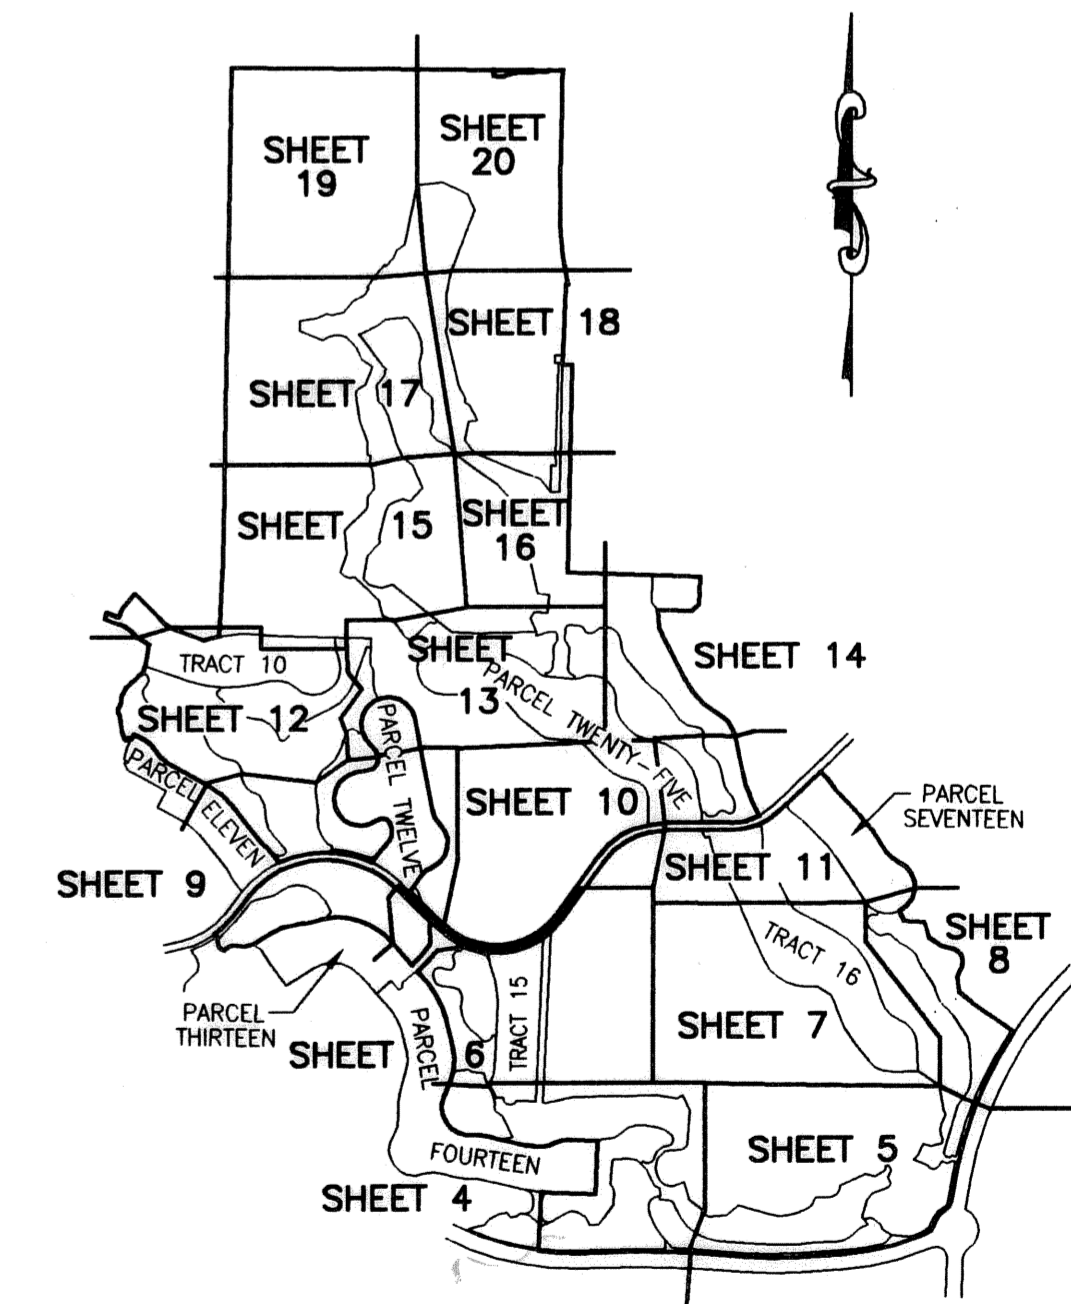 SHEET
19
SHEET
20
SHEET 18
SHEET 17
SHEET 15
SHEET
16
SHEET
13
SHEET 14
TRACT 10
SHEET 12
PARCEL TWENTY-FIVE
PARCEL ELEVEN
PARCEL TWELVE
SHEET 10
PARCEL
SEVENTEEN
SHEET 9
SHEET 11
SHEET
8
TRACT 16
PARCEL
THIRTEEN
SHEET 6
TRACT 15
SHEET 7
PARCEL
FOURTEEN
SHEET 5
SHEET 4